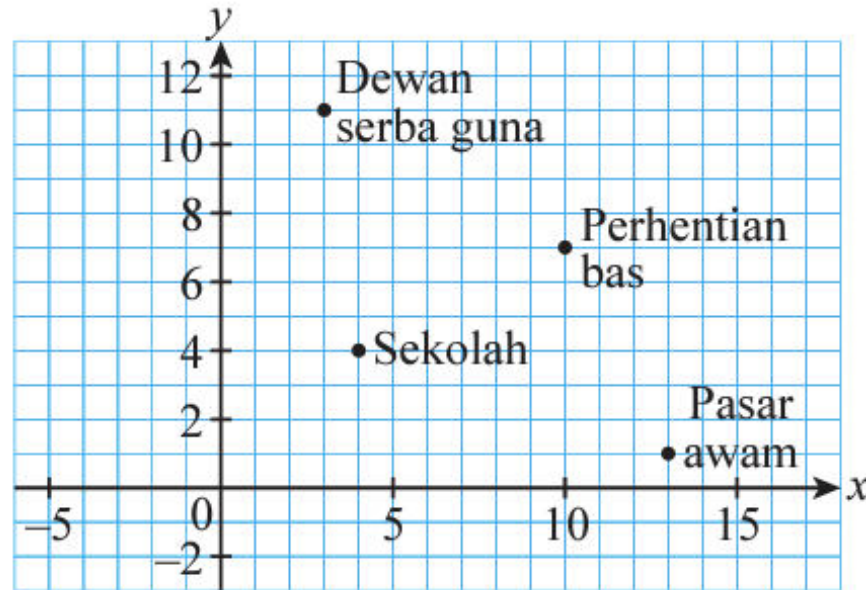 y
12
Dewan
serba guna
10
8
Perhentian
bas
6
4
Sekolah
2
Pasar
awam
x
–5
0
5
10
15
–2